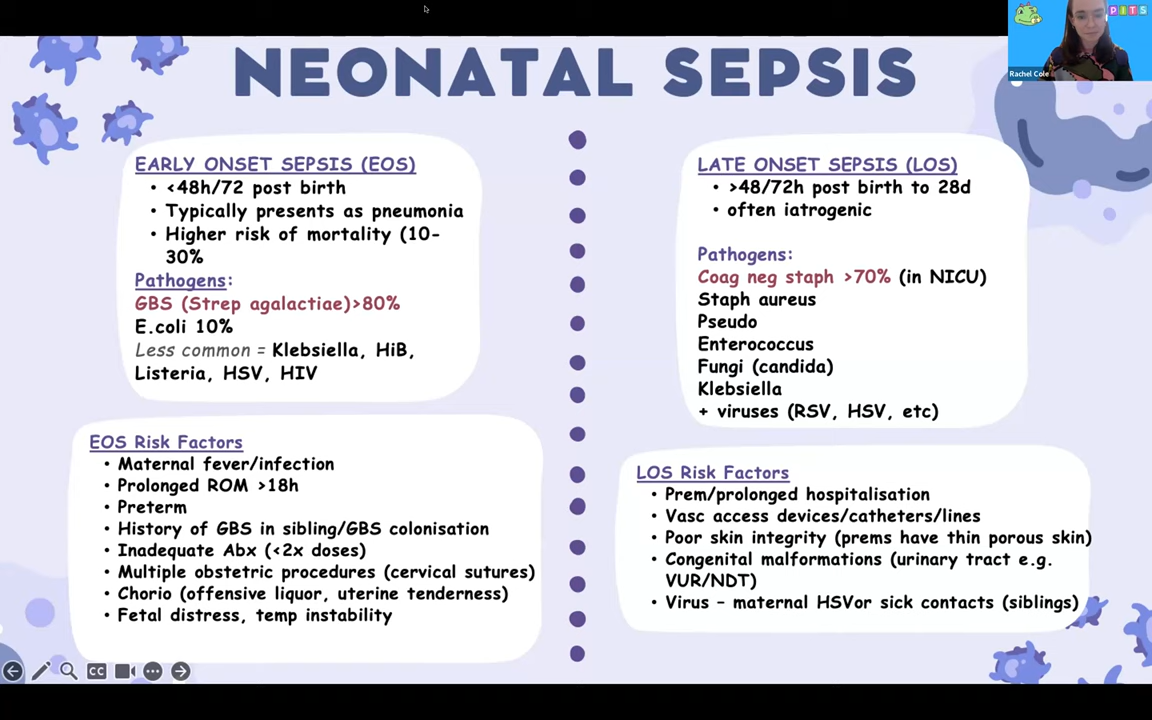 NEONATAL SEPSIS
PITS
Rachel Cole
EARLY ONSET SEPSIS (EOS)
• <48h/72 post birth
• Typically presents as pneumonia
• Higher risk of mortality (10-
30%
Pathogens:
GBS (Strep agalactiae)>80%
E.coli 10%
Less common = Klebsiella, HiB,
Listeria, HSV, HIV
EOS Risk Factors
• Maternal fever/infection
• Prolonged ROM >18h
• Preterm
• History of GBS in sibling/GBS colonisation
• Inadequate Abx (<2x doses)
• Multiple obstetric procedures (cervical sutures)
• Chorio (offensive liquor, uterine tenderness)
• Fetal distress, temp instability
LATE ONSET SEPSIS (LOS)
• >48/72h post birth to 28d
• often iatrogenic
Pathogens:
Coag neg staph >70% (in NICU)
Staph aureus
Pseudo
Enterococcus
Fungi (candida)
Klebsiella
+ viruses (RSV, HSV, etc)
LOS Risk Factors
• Prem/prolonged hospitalisation
• Vasc access devices/catheters/lines
• Poor skin integrity (prems have thin porous skin)
• Congenital malformations (urinary tract e.g.
VUR/NDT)
• Virus – maternal HSVor sick contacts (siblings)
CC